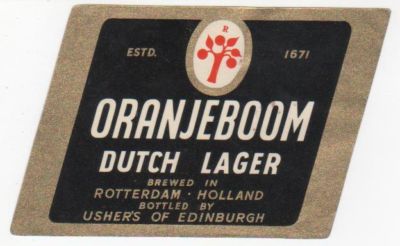 R
ESTD. 1671
ORANJEBOOM
DUTCH LAGER
BREWED IN
ROTTERDAM · HOLLAND
BOTTLED BY
USHER'S OF EDINBURGH